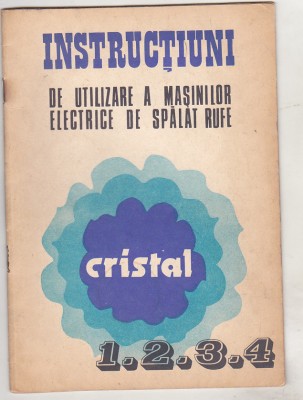 INSTRUCȚIUNI
DE UTILIZARE A MAȘINILOR
ELECTRICE DE SPĂLAT RUFE
cristal
1.2.3.4